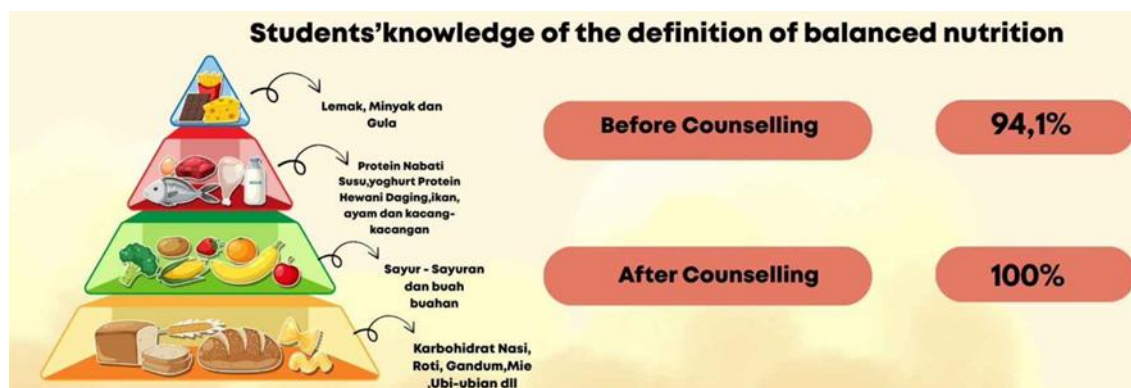 Students’knowledge of the definition of balanced nutrition
Lemak, Minyak dan
Gula
Protein Nabati
Susu,yoghurt Protein
Hewani Daging,ikan,
ayam dan kacang-
kacangan
Sayur - Sayuran
dan buah
buahan
Karbohidrat Nasi,
Roti, Gandum,Mie
,Ubi-ubian dll
Before Counselling
94,1%
After Counselling
100%